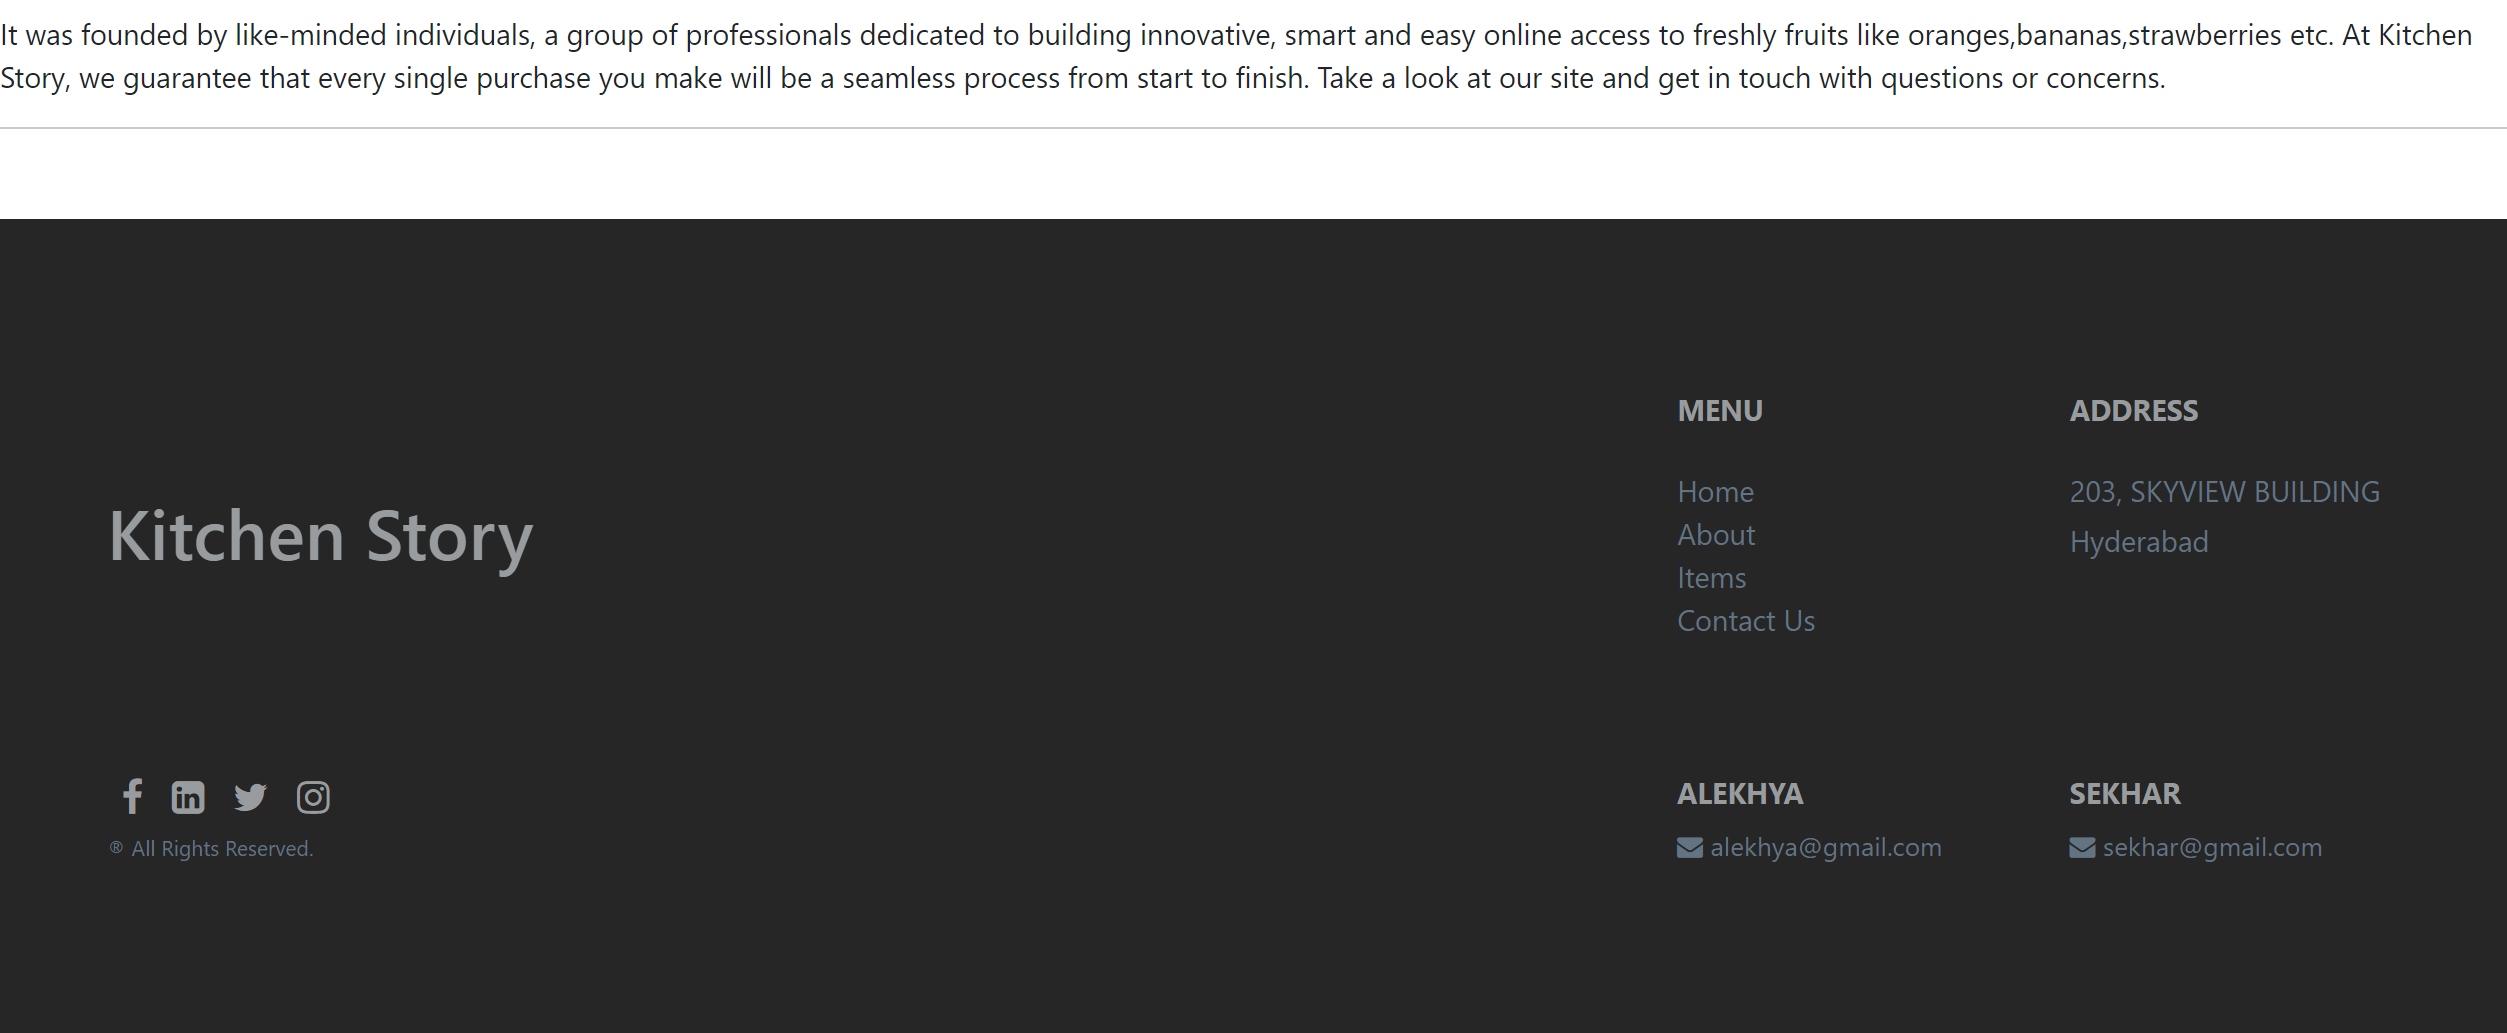 It was founded by like-minded individuals, a group of professionals dedicated to building innovative, smart and easy online access to freshly fruits like oranges,bananas,strawberries etc. At Kitchen
Story, we guarantee that every single purchase you make will be a seamless process from start to finish. Take a look at our site and get in touch with questions or concerns.
Kitchen Story
MENU
Home
About
Items
Contact Us
ADDRESS
203, SKYVIEW BUILDING
Hyderabad
® All Rights Reserved.
ALEKHYA
alekhya@gmail.com
SEKHAR
sekhar@gmail.com